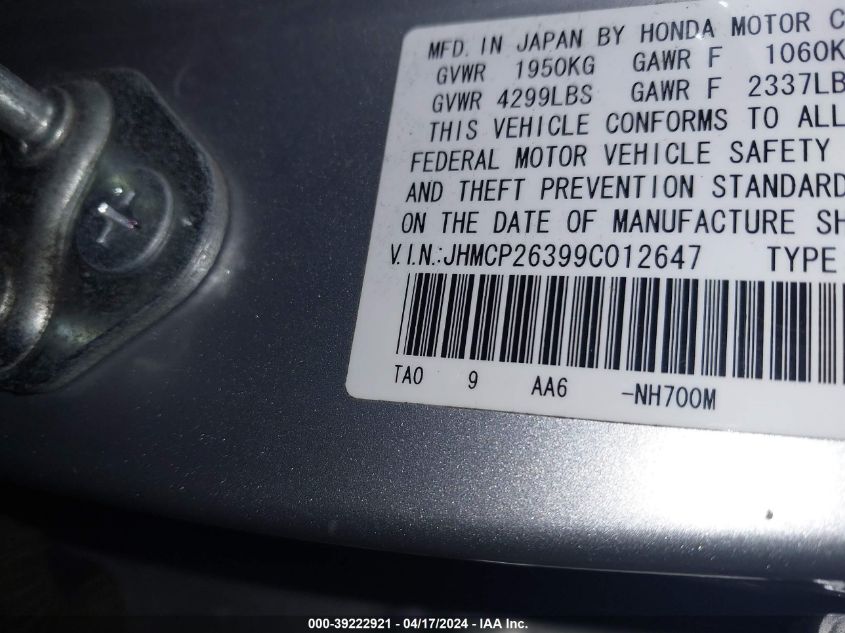 MFD. IN JAPAN BY HONDA MOTOR C
GVWR 1950KG GAWR F 1060K
GVWR 4299LBS GAWR F 2337LB
THIS VEHICLE CONFORMS TO ALL
FEDERAL MOTOR VEHICLE SAFETY
AND THEFT PREVENTION STANDARD
ON THE DATE OF MANUFACTURE SH
V.I.N.:JHMCP26399C012647 TYPE
TA0 9 AA6 -NH700M
000-39222921 | 04/17/2024 - IAA Inc.